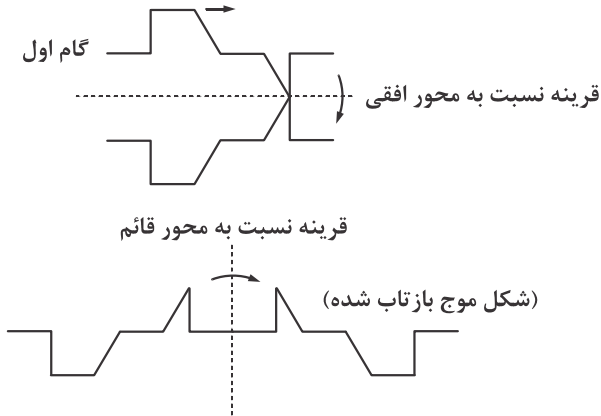 گام اول
قرینه نسبت به محور افقی
قرینه نسبت به محور قائم
(شکل موج بازتاب شده)